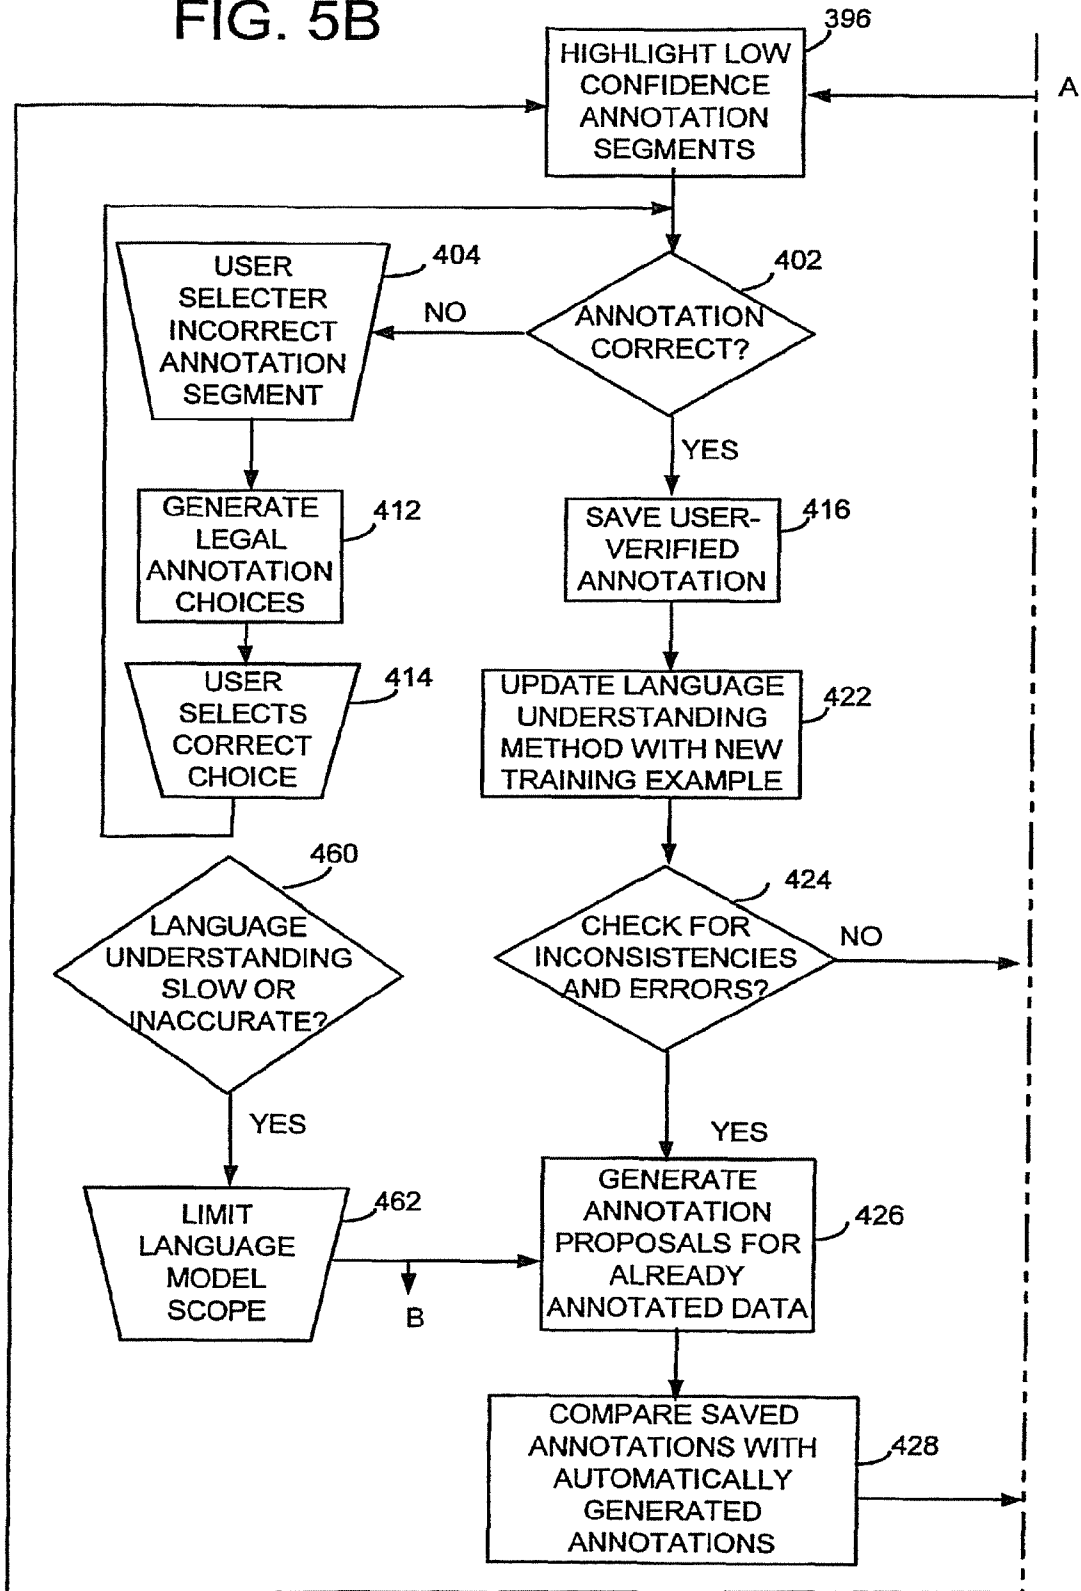 FIG. 5B
396
HIGHLIGHT LOW
CONFIDENCE
ANNOTATION
SEGMENTS
A
404
USER
SELECTER
INCORRECT
ANNOTATION
SEGMENT
NO
402
ANNOTATION
CORRECT?
YES
GENERATE
LEGAL
ANNOTATION
CHOICES
412
SAVE USER-
VERIFIED
ANNOTATION
416
USER
SELECTS
CORRECT
CHOICE
414
UPDATE LANGUAGE
UNDERSTANDING
METHOD WITH NEW
TRAINING EXAMPLE
422
460
LANGUAGE
UNDERSTANDING
SLOW OR
INACCURATE?
YES
424
CHECK FOR
INCONSISTENCIES
AND ERRORS?
NO
YES
LIMIT
LANGUAGE
MODEL
SCOPE
462
B
GENERATE
ANNOTATION
PROPOSALS FOR
ALREADY
ANNOTATED DATA
426
COMPARE SAVED
ANNOTATIONS WITH
AUTOMATICALLY
GENERATED
ANNOTATIONS
428